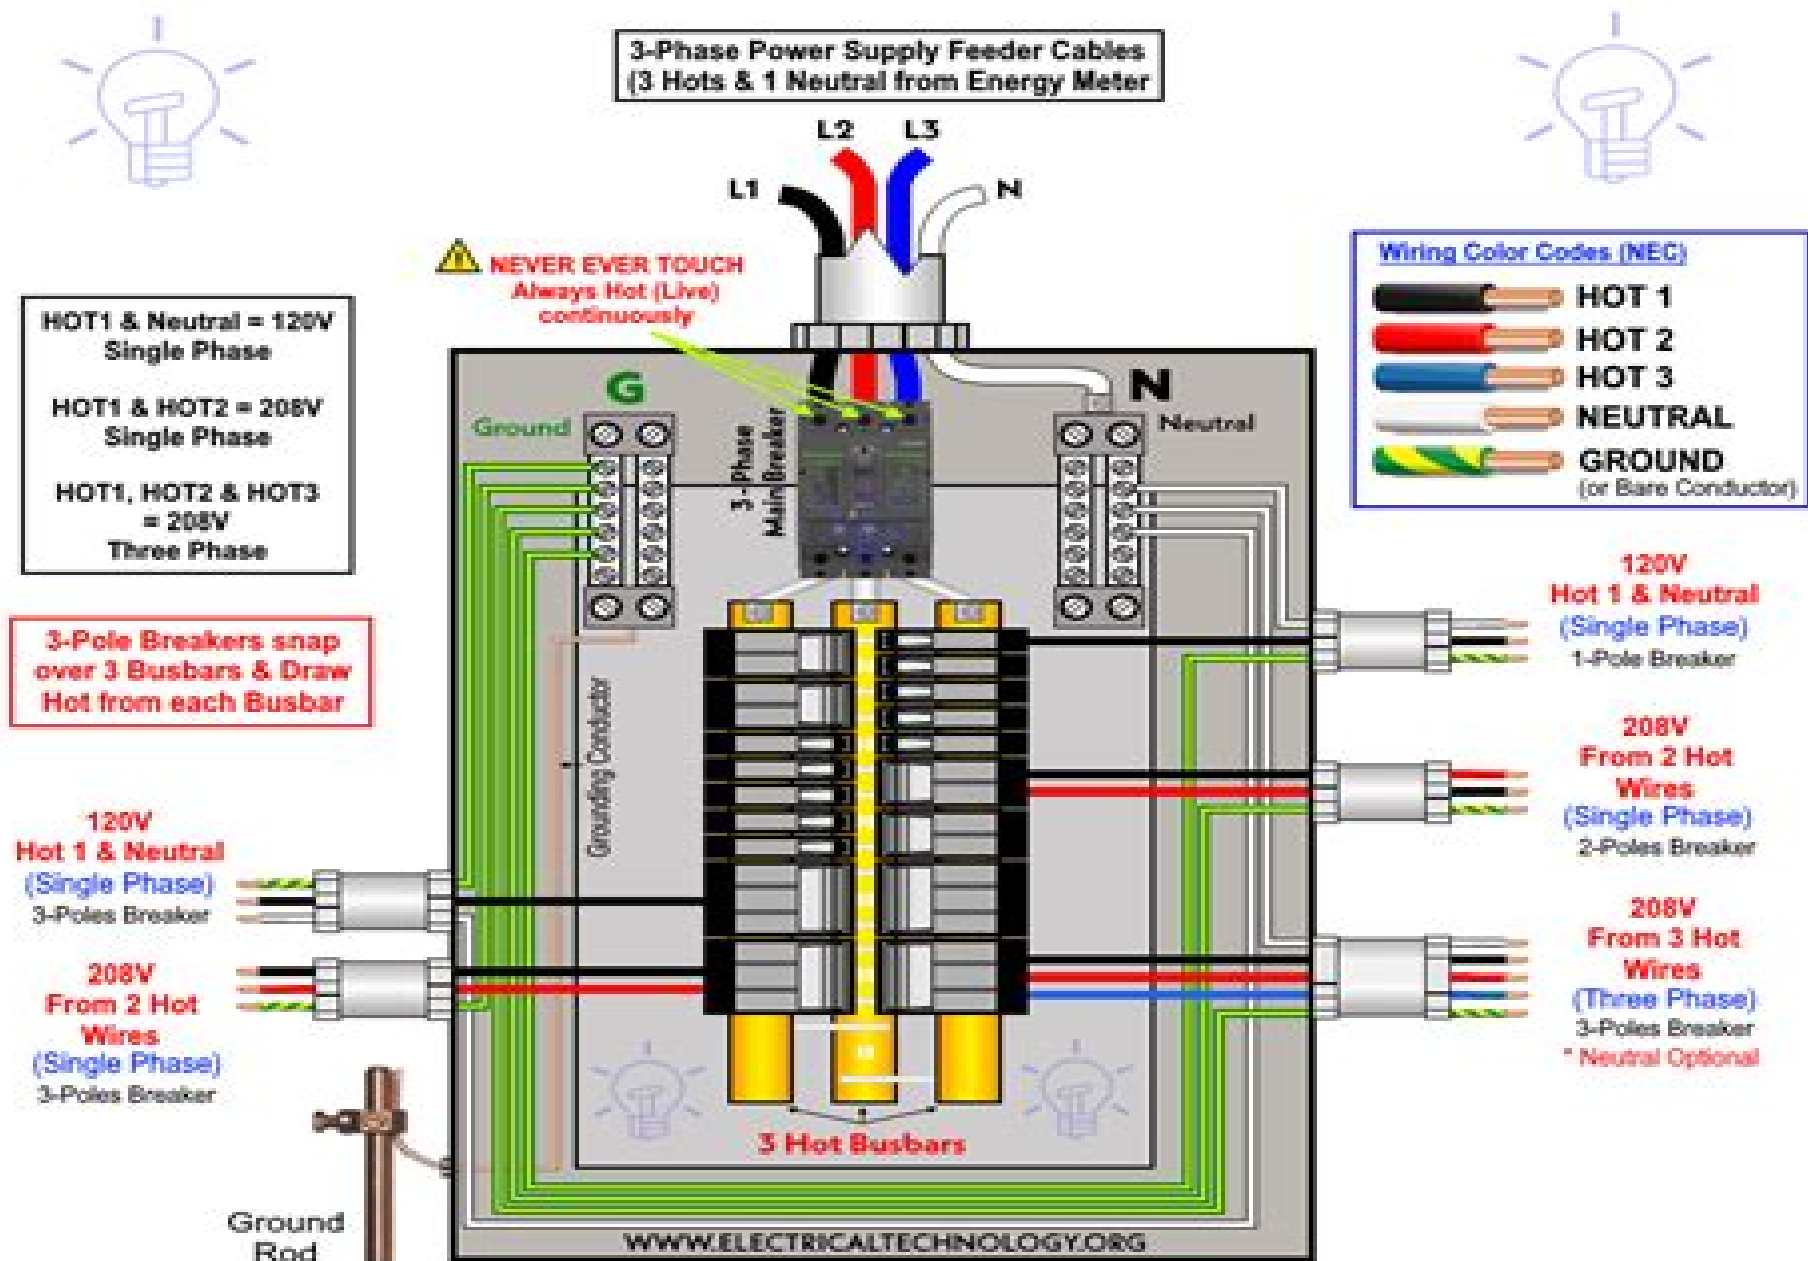 3-Phase Power Supply Feeder Cables
(3 Hots & 1 Neutral from Energy Meter
L2
L3
L1
N
NEVER EVER TOUCH
Always Hot (Live)
continuously
Wiring Color Codes (NEC)
HOT 1
HOT 2
HOT 3
NEUTRAL
GROUND
(or Bare Conductor)
HOT1 & Neutral = 120V
Single Phase
HOT1 & HOT2 = 208V
Single Phase
HOT1, HOT2 & HOT3
= 208V
Three Phase
G
Ground
3-Phase
Main Breaker
N
Neutral
3-Pole Breakers snap
over 3 Busbars & Draw
Hot from each Busbar
Grounding Conductor
120V
Hot 1 & Neutral
(Single Phase)
1-Pole Breaker
208V
From 2 Hot
Wires
(Single Phase)
2-Poles Breaker
120V
Hot 1 & Neutral
(Single Phase)
3-Poles Breaker
208V
From 2 Hot
Wires
(Single Phase)
3-Poles Breaker
208V
From 3 Hot
Wires
(Three Phase)
3-Poles Breaker
* Neutral Optional
3 Hot Busbars
Ground
Rod
WWW.ELECTRICALTECHNOLOGY.ORG